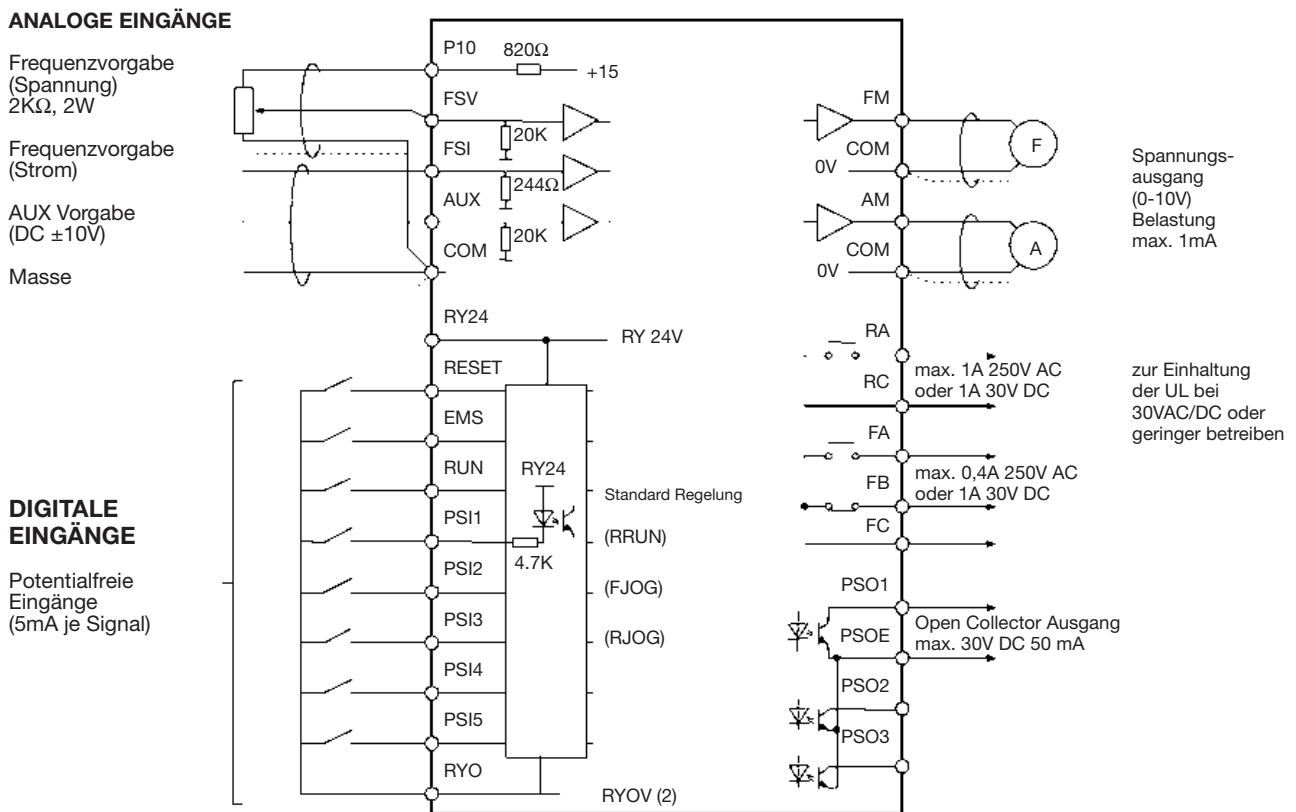 ANALOGE EINGÄNGE
Frequenzvorgabe
(Spannung)
2KΩ, 2W
Frequenzvorgabe
(Strom)
AUX Vorgabe
(DC ±10V)
Masse
P10
820Ω
+15
FSV
20K
FSI
244Ω
AUX
20K
COM
FM
F
COM
0V
AM
A
COM
0V
Spannungs-
ausgang
(0-10V)
Belastung
max. 1mA
RY24
RY 24V
RESET
EMS
RUN
RY24
PSI1
4.7K
PSI2
PSI3
PSI4
PSI5
RYO
RYOV (2)
Standard Regelung
(RRUN)
(FJOG)
(RJOG)
DIGITALE
EINGÄNGE
Potentialfreie
Eingänge
(5mA je Signal)
RA
max. 1A 250V AC
RC
oder 1A 30V DC
FA
FB
max. 0,4A 250V AC
oder 1A 30V DC
FC
zur Einhaltung
der UL bei
30VAC/DC oder
geringer betreiben
PSO1
Open Collector Ausgang
PSOE
max. 30V DC 50 mA
PSO2
PSO3